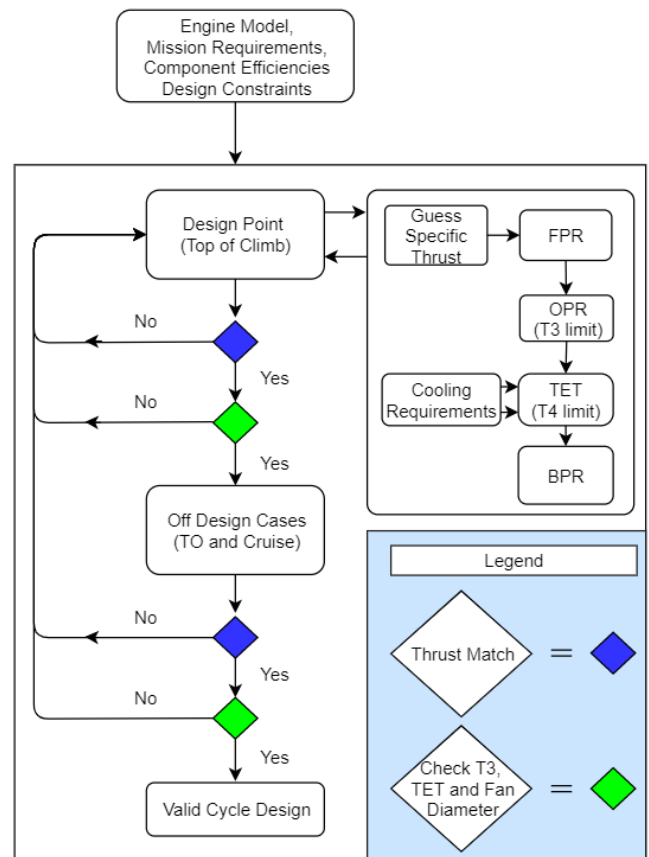 Engine Model,
Mission Requirements,
Component Efficiencies
Design Constraints
Design Point
(Top of Climb)
No
Yes
No
Yes
Off Design Cases
(TO and Cruise)
No
Yes
No
Yes
Valid Cycle Design
Guess
Specific
Thrust
FPR
OPR
(T3 limit)
Cooling
Requirements
TET
(T4 limit)
BPR
Legend
Thrust Match
=
Check T3,
TET and Fan
Diameter
=